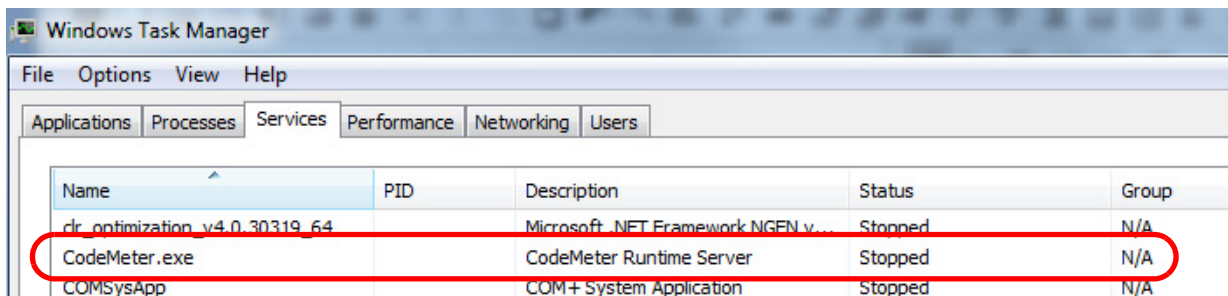 Windows Task Manager
File Options View Help
Applications Processes Services Performance Networking Users
Name PID Description Status Group
clr_optimization_v4.0.30319_64 Microsoft .NET Framework NGEN v... Stopped N/A
CodeMeter.exe CodeMeter Runtime Server Stopped N/A
COMSysApp COM+ System Application Stopped N/A